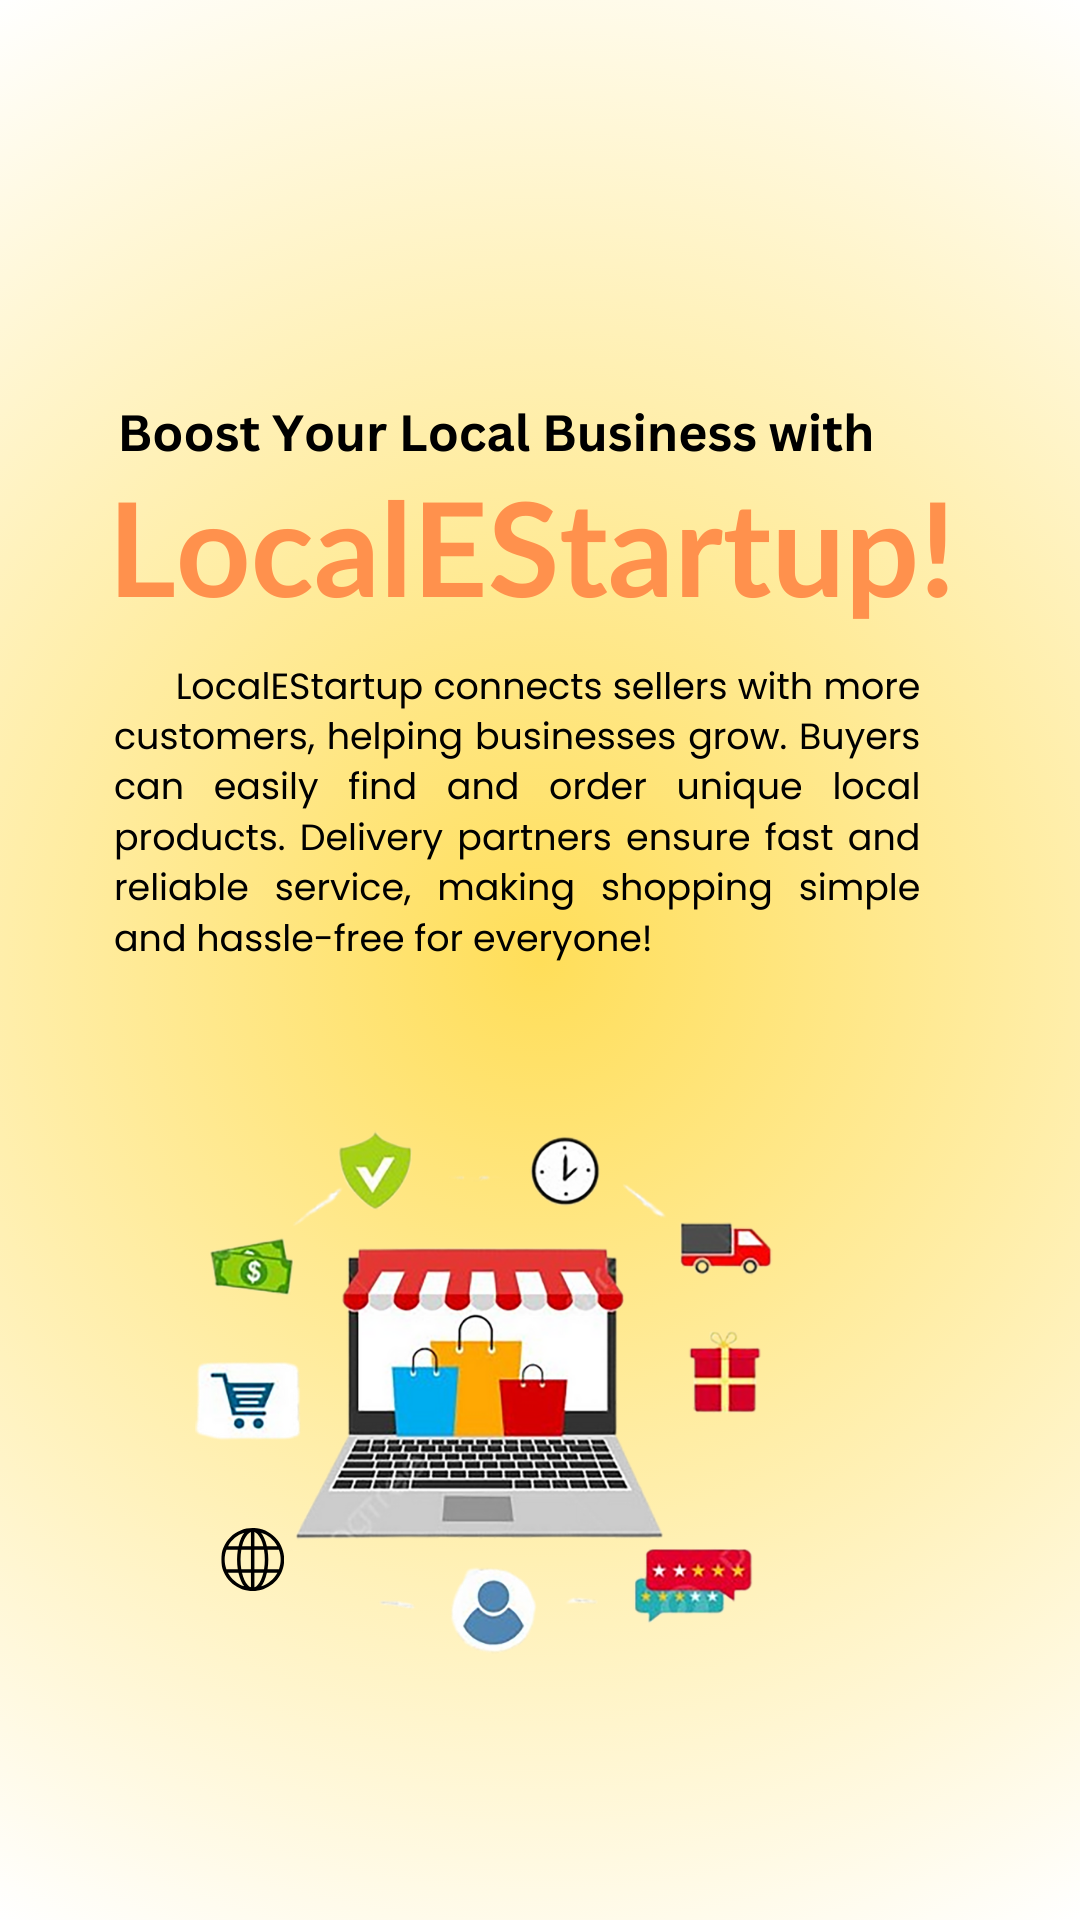 Boost Your Local Business with
LocalEStartup!
LocalEStartup connects sellers with more
customers, helping businesses grow. Buyers
can easily find and order unique local
products. Delivery partners ensure fast and
reliable service, making shopping simple
and hassle-free for everyone!
$